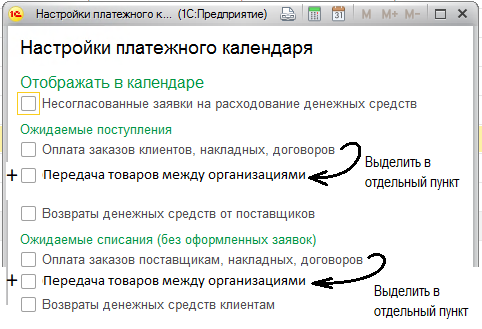 Настройки платежного к... (1С:Предприятие) M M+ M-
Настройки платежного календаря
Отображать в календаре
Несогласованные заявки на расходование денежных средств
Ожидаемые поступления
Оплата заказов клиентов, накладных, договоров
+ Передача товаров между организациями
Выделить в
отдельный пункт
Возвраты денежных средств от поставщиков
Ожидаемые списания (без оформленных заявок)
Оплата заказов поставщикам, накладных, договоров
+ Передача товаров между организациями
Возвраты денежных средств клиентам
Выделить в
отдельный пункт